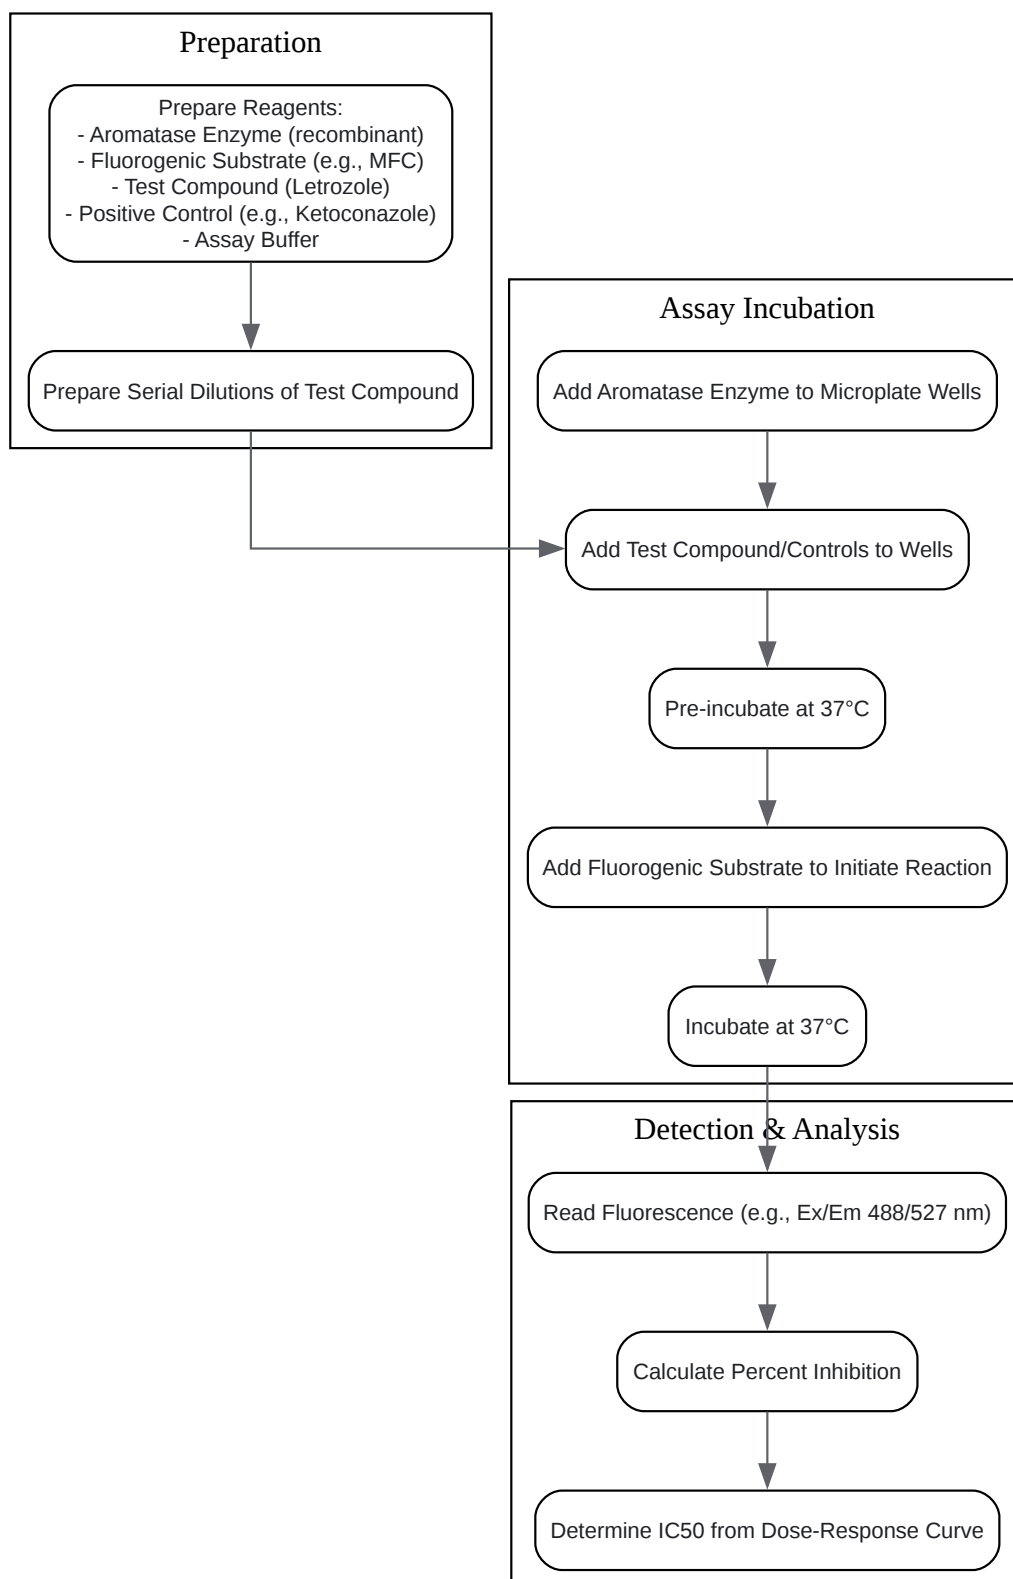 Preparation
Prepare Reagents:
- Aromatase Enzyme (recombinant)
- Fluorogenic Substrate (e.g., MFC)
- Test Compound (Letrozole)
- Positive Control (e.g., Ketoconazole)
- Assay Buffer
Prepare Serial Dilutions of Test Compound
Assay Incubation
Add Aromatase Enzyme to Microplate Wells
Add Test Compound/Controls to Wells
Pre-incubate at 37°C
Add Fluorogenic Substrate to Initiate Reaction
Incubate at 37°C
Detection & Analysis
Read Fluorescence (e.g., Ex/Em 488/527 nm)
Calculate Percent Inhibition
Determine IC50 from Dose-Response Curve